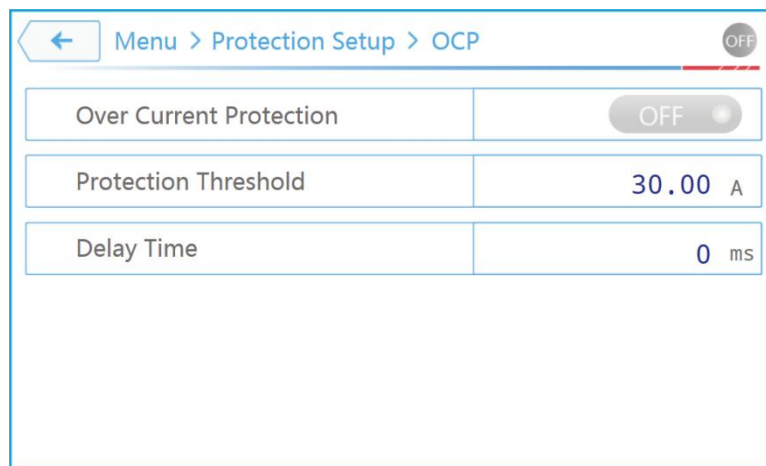 Menu > Protection Setup > OCP OFF
Over Current Protection OFF
Protection Threshold 30.00 A
Delay Time 0 ms